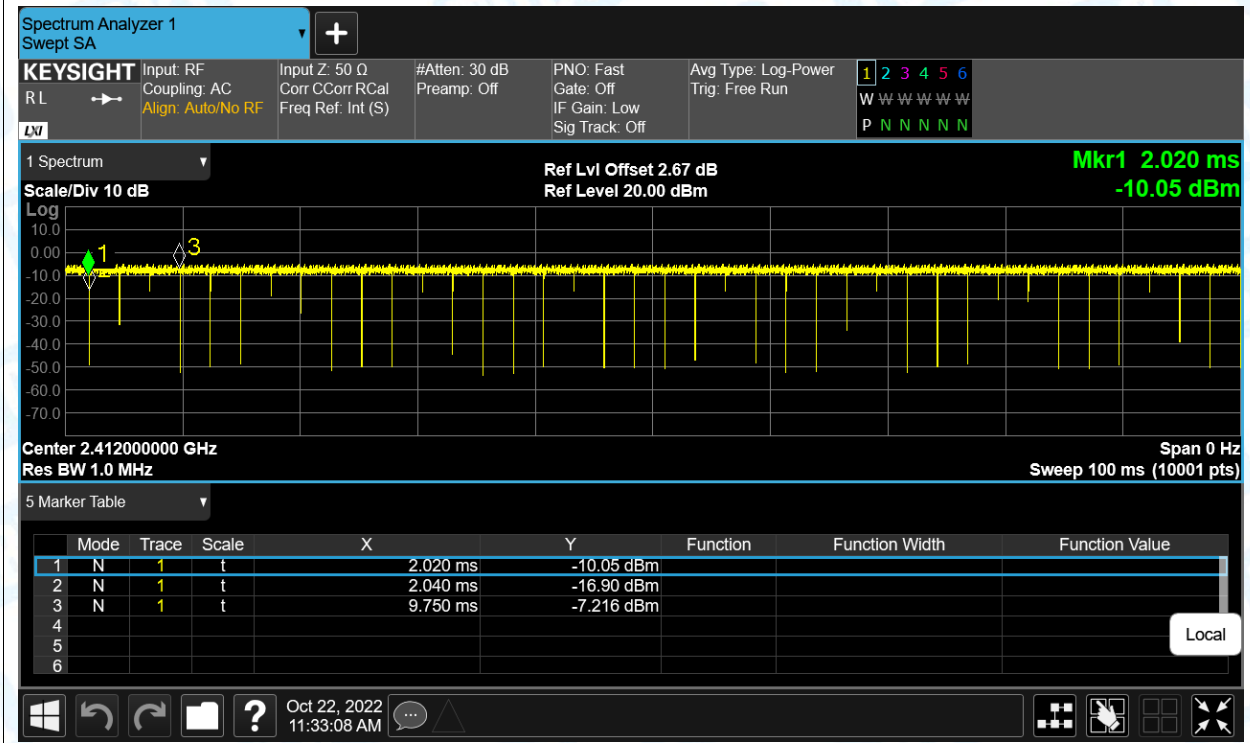 Spectrum Analyzer 1
Swept SA
+
KEYSIGHT
R L
LXI
Input: RF
Coupling: AC
Align: Auto/No RF
Input Z: 50 Ω
Corr CCorr RCal
Freq Ref: Int (S)
#Atten: 30 dB
Preamp: Off
PNO: Fast
Gate: Off
IF Gain: Low
Sig Track: Off
Avg Type: Log-Power
Trig: Free Run
1 2 3 4 5 6
W W W W W W
P N N N N N
1 Spectrum
Scale/Div 10 dB
Ref Lvl Offset 2.67 dB
Ref Level 20.00 dBm
Mkr1 2.020 ms
-10.05 dBm
Log
10.0
0.00
-10.0
-20.0
-30.0
-40.0
-50.0
-60.0
-70.0
1
2
3
Center 2.412000000 GHz
Span 0 Hz
Res BW 1.0 MHz
Sweep 100 ms (10001 pts)
5 Marker Table
Mode Trace Scale X Y Function Function Width Function Value
1 N 1 t 2.020 ms -10.05 dBm
2 N 1 t 2.040 ms -16.90 dBm
3 N 1 t 9.750 ms -7.216 dBm
4
5
6
Local
?
Oct 22, 2022
11:33:08 AM